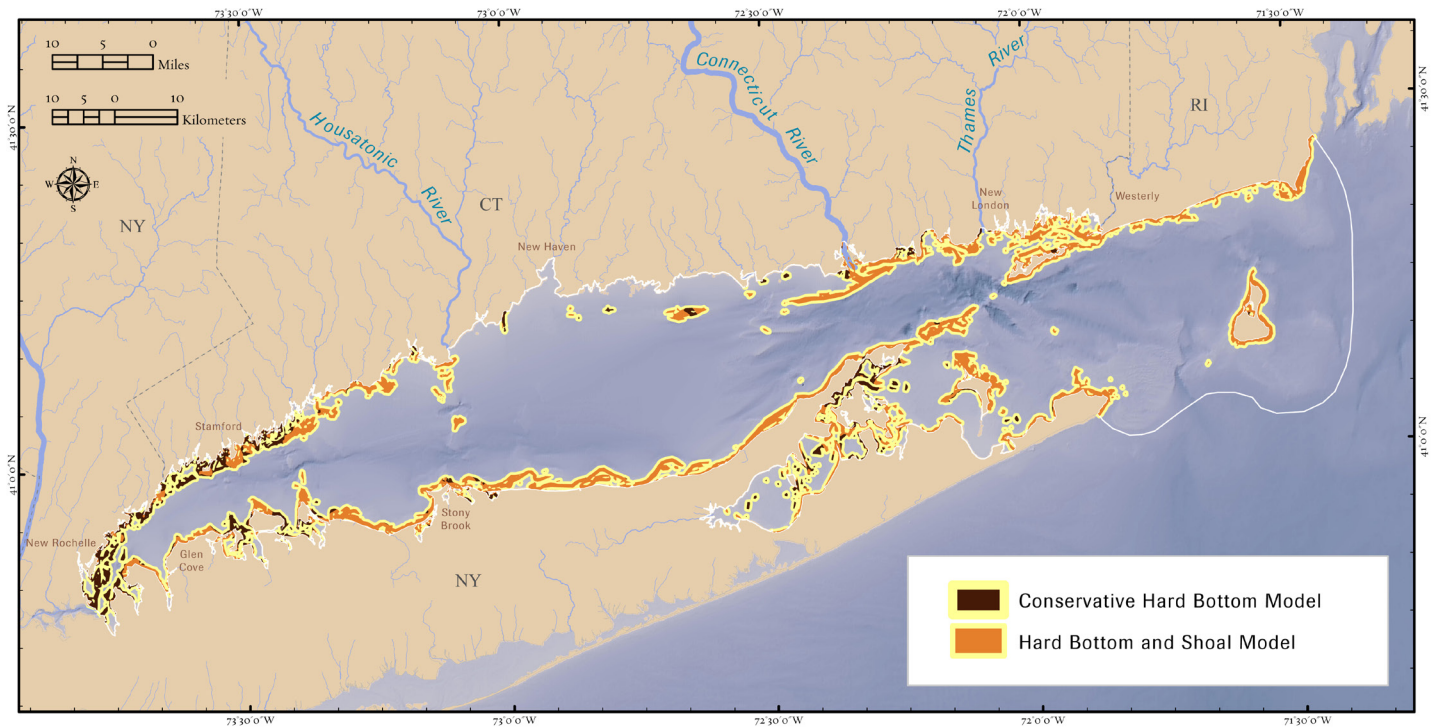 73°30'0"W 73°0'0"W 72°30'0"W 72°0'0"W 71°30'0"W
10 5 0
Miles
10 5 0 10
Kilometers
N
W E
S
41°30'0"N
41°30'0"N
Housatonic
River
Connecticut
River
Thames
River
RI
NY
CT
New
London
Westerly
New Haven
Stamford
41°0'0"N
41°0'0"N
New Rochelle
Glen
Cove
Stony
Brook
NY
Conservative Hard Bottom Model
Hard Bottom and Shoal Model
73°30'0"W 73°0'0"W 72°30'0"W 72°0'0"W 71°30'0"W